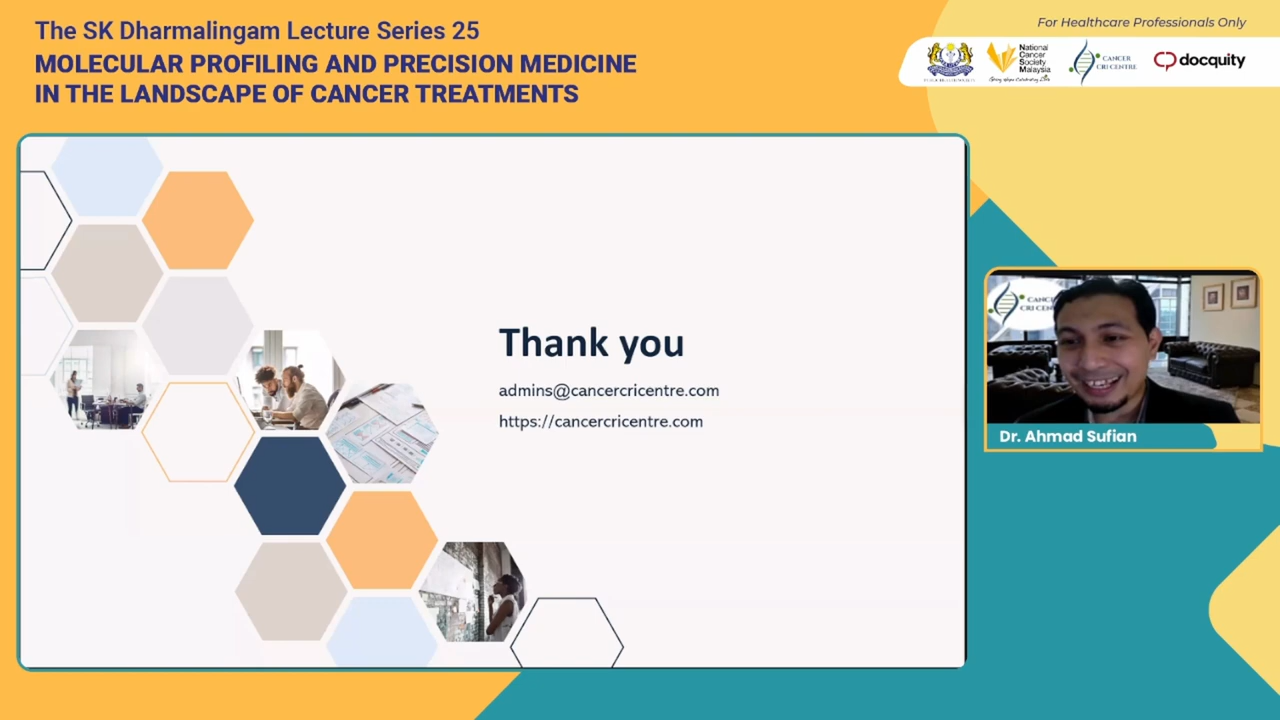 The SK Dharmalingam Lecture Series 25
MOLECULAR PROFILING AND PRECISION MEDICINE
IN THE LANDSCAPE OF CANCER TREATMENTS
For Healthcare Professionals Only
National
Cancer
Society
Malaysia
CANCER
CRI CENTRE
docquity
Thank you
admins@cancercricentre.com
https://cancercricentre.com
Dr. Ahmad Sufian